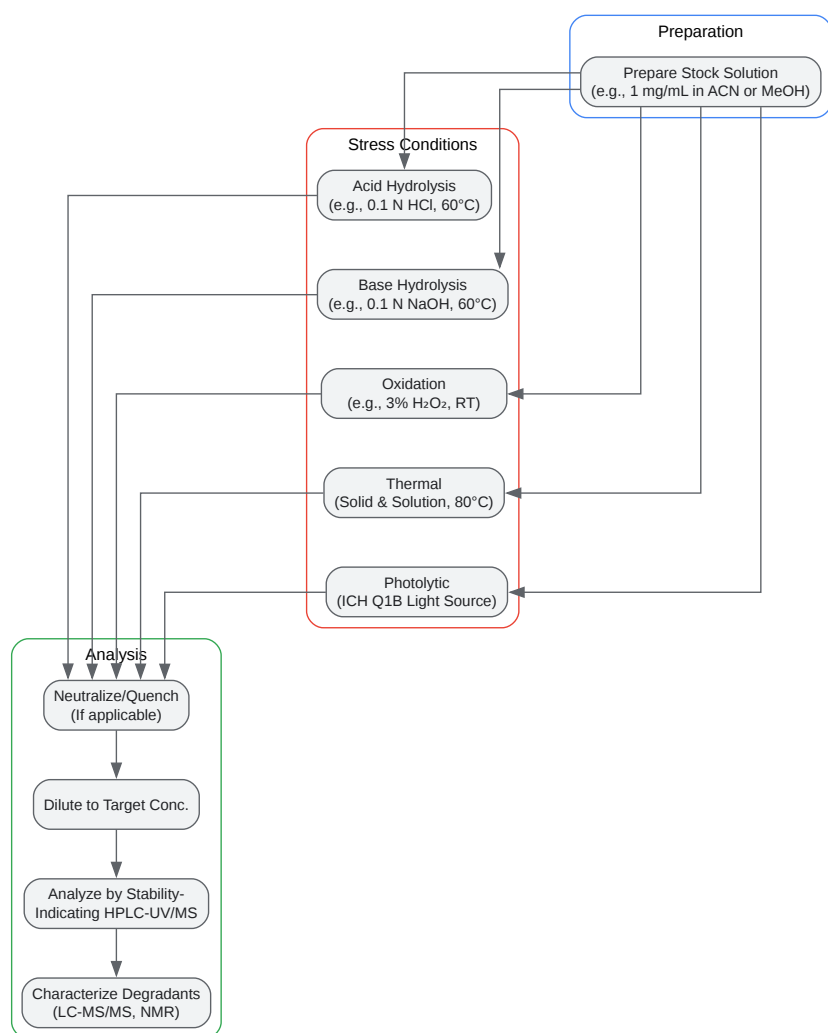 Preparation
Prepare Stock Solution
(e.g., 1 mg/mL in ACN or MeOH)
Stress Conditions
Acid Hydrolysis
(e.g., 0.1 N HCl, 60°C)
Base Hydrolysis
(e.g., 0.1 N NaOH, 60°C)
Oxidation
(e.g., 3% H₂O₂, RT)
Thermal
(Solid & Solution, 80°C)
Photolytic
(ICH Q1B Light Source)
Analysis
Neutralize/Quench
(If applicable)
Dilute to Target Conc.
Analyze by Stability-
Indicating HPLC-UV/MS
Characterize Degradants
(LC-MS/MS, NMR)